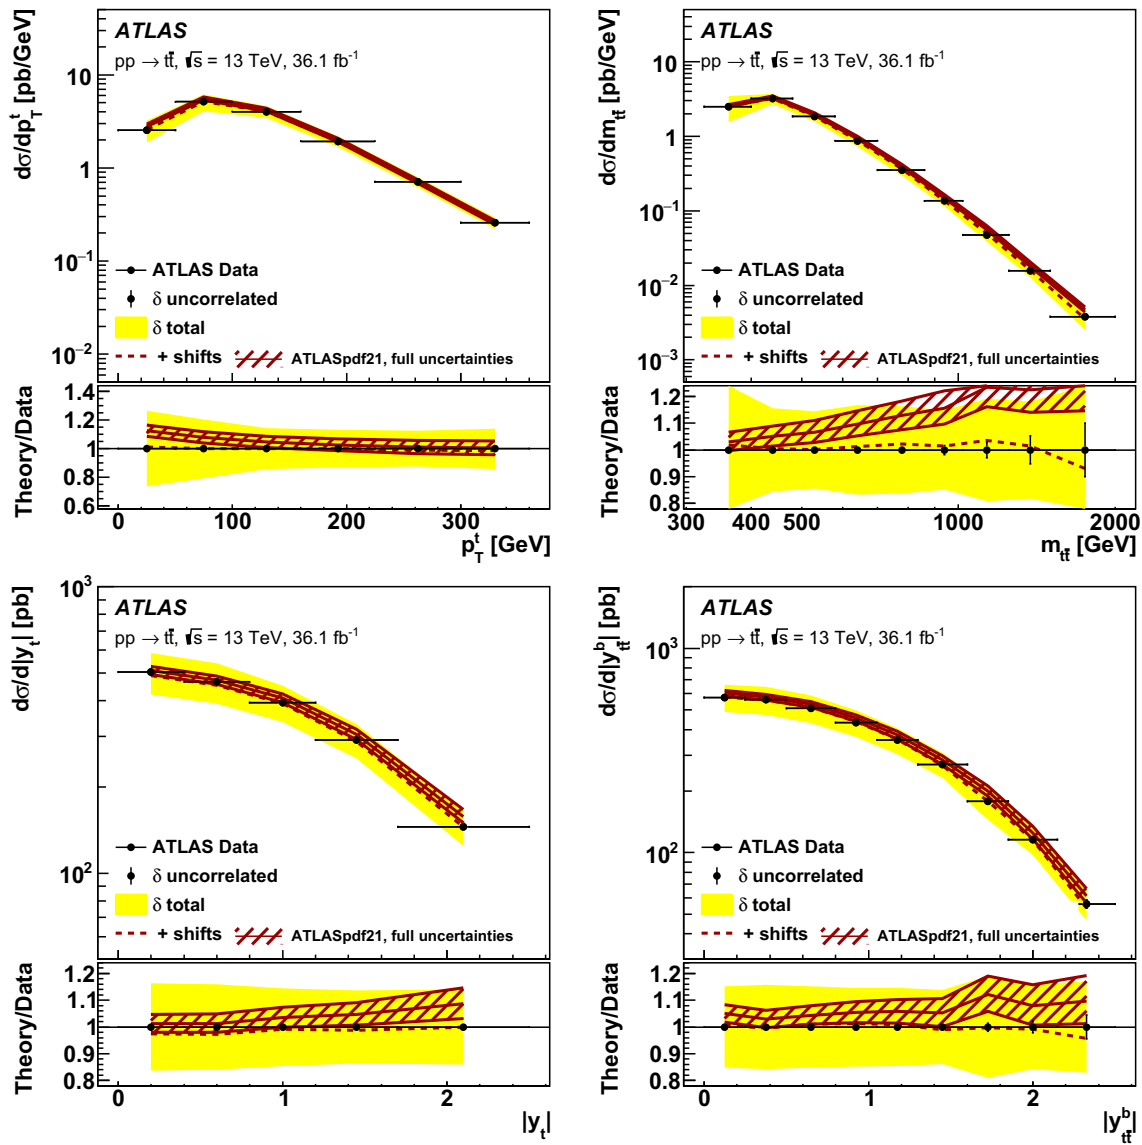 ATLAS
pp → tt̄, √s = 13 TeV, 36.1 fb⁻¹
dσ/dp_T^t [pb/GeV]
10
1
10⁻¹
10⁻²
ATLAS Data
δ uncorrelated
δ total
+ shifts
ATLASpdf21, full uncertainties
Theory/Data
1.4
1.2
1
0.8
0.6
0 100 200 300
p_T^t [GeV]
ATLAS
pp → tt̄, √s = 13 TeV, 36.1 fb⁻¹
dσ/dm_tt̄ [pb/GeV]
10
1
10⁻¹
10⁻²
10⁻³
ATLAS Data
δ uncorrelated
δ total
+ shifts
ATLASpdf21, full uncertainties
Theory/Data
1.2
1.1
1
0.9
0.8
300 400 500 1000 2000
m_tt̄ [GeV]
ATLAS
pp → tt̄, √s = 13 TeV, 36.1 fb⁻¹
dσ/d|y_t| [pb]
10³
10²
ATLAS Data
δ uncorrelated
δ total
+ shifts
ATLASpdf21, full uncertainties
Theory/Data
1.2
1.1
1
0.9
0.8
0 1 2
|y_t|
ATLAS
pp → tt̄, √s = 13 TeV, 36.1 fb⁻¹
dσ/d|y_tt̄^b| [pb]
10³
10²
ATLAS Data
δ uncorrelated
δ total
+ shifts
ATLASpdf21, full uncertainties
Theory/Data
1.2
1.1
1
0.9
0.8
0 1 2
|y_tt̄^b|